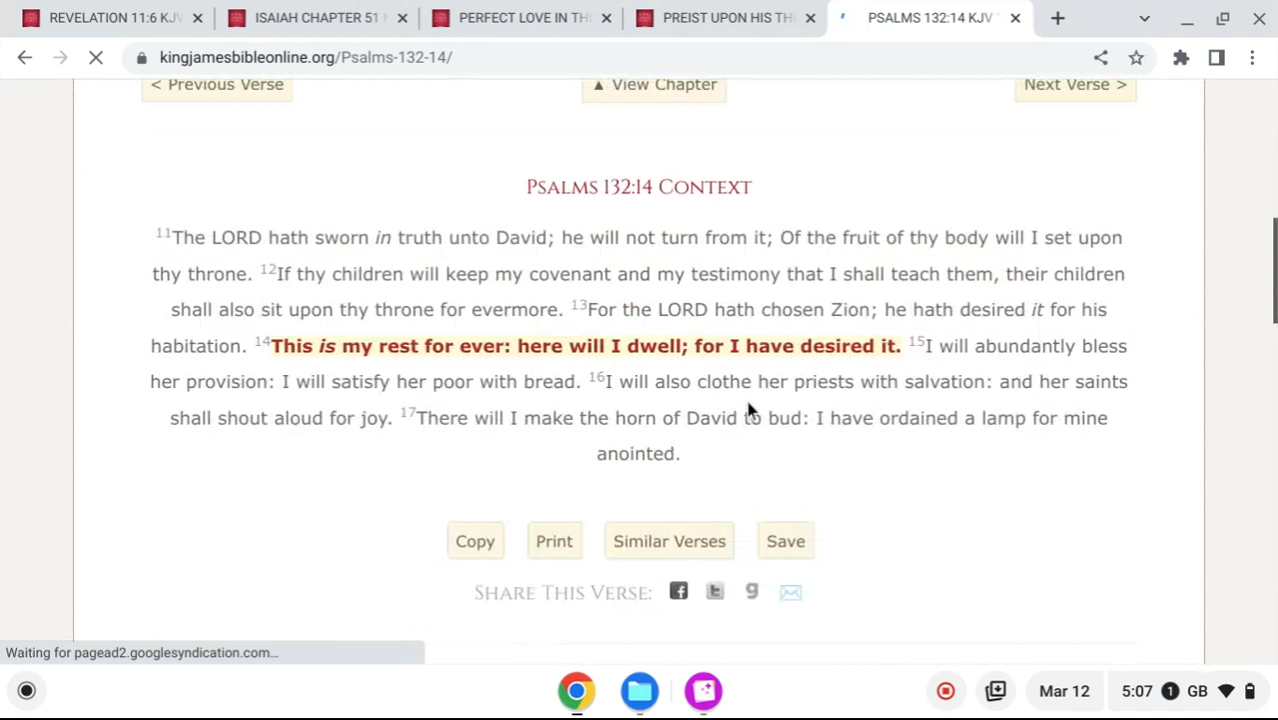 REVELATION 11:6 KJV
ISAIAH CHAPTER 51
PERFECT LOVE IN TH
PREIST UPON HIS TH
PSALMS 132:14 KJV
kingjamesbibleonline.org/Psalms-132-14/
< Previous Verse
▲ View Chapter
Next Verse >
PSALMS 132:14 CONTEXT
11The LORD hath sworn in truth unto David; he will not turn from it; Of the fruit of thy body will I set upon
thy throne. 12If thy children will keep my covenant and my testimony that I shall teach them, their children
shall also sit upon thy throne for evermore. 13For the LORD hath chosen Zion; he hath desired it for his
habitation. 14This is my rest for ever: here will I dwell; for I have desired it. 15I will abundantly bless
her provision: I will satisfy her poor with bread. 16I will also clothe her priests with salvation: and her saints
shall shout aloud for joy. 17There will I make the horn of David to bud: I have ordained a lamp for mine
anointed.
Copy
Print
Similar Verses
Save
SHARE THIS VERSE:
Waiting for pagead2.googlesyndication.com...
Mar 12
5:07
1
GB